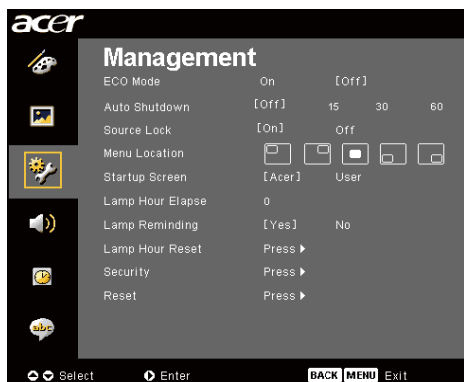 acer
Management
ECO Mode On [Off]
Auto Shutdown [Off] 15 30 60
Source Lock [On] Off
Menu Location
Startup Screen [Acer] User
Lamp Hour Elapse 0
Lamp Reminding [Yes] No
Lamp Hour Reset Press
Security Press
Reset Press
abc
Select Enter BACK MENU Exit